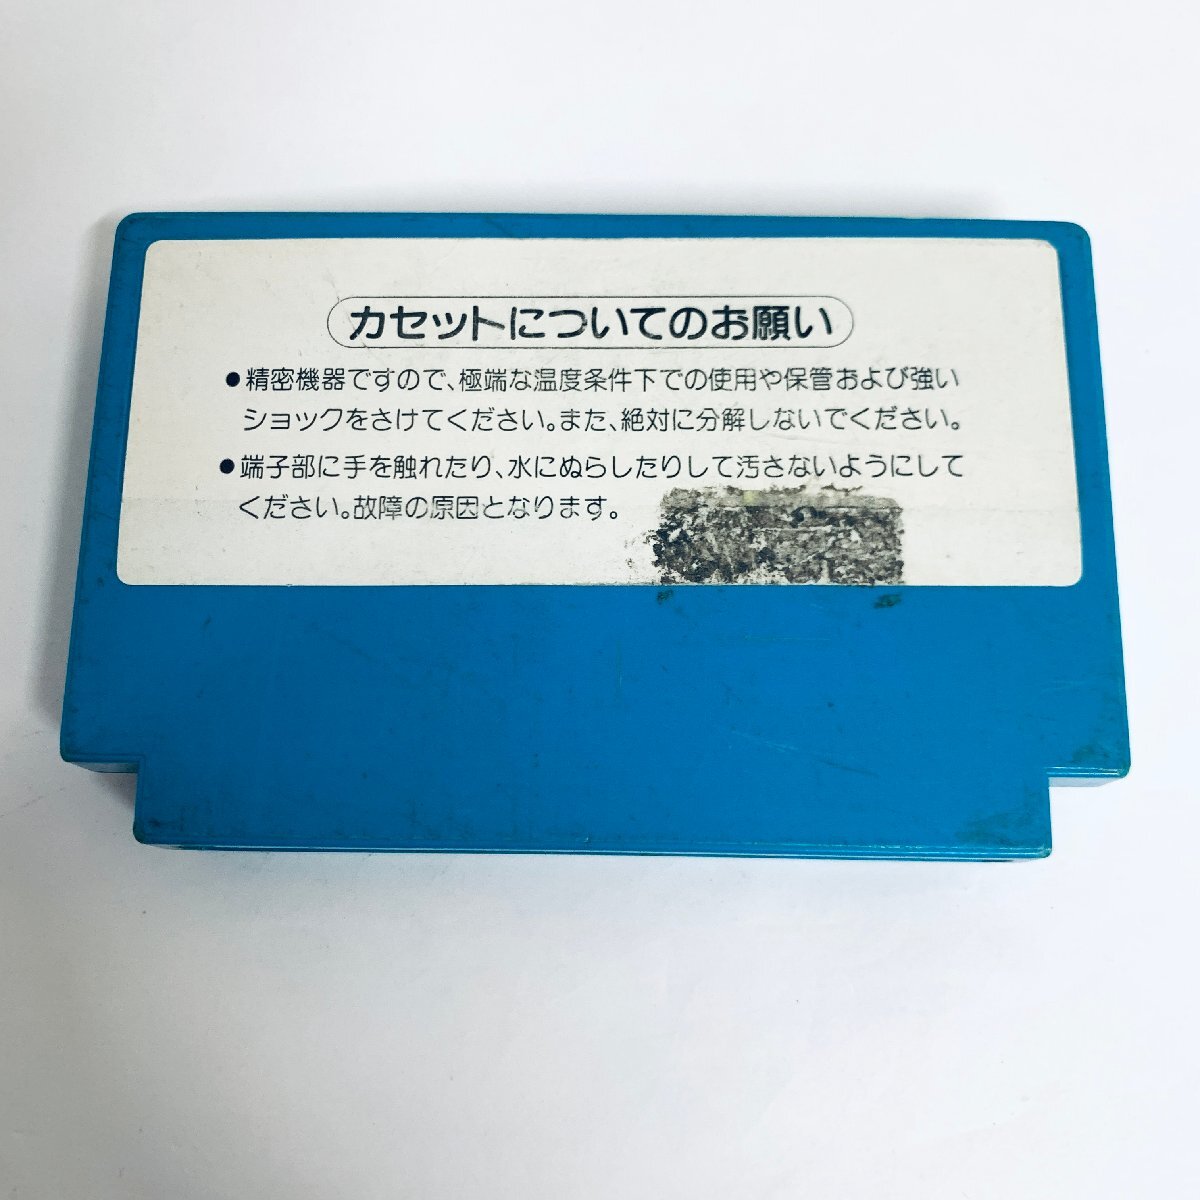 カセットについてのお願い
●精密機器ですので、極端な温度条件下での使用や保管および強い
ショックをさけてください。また、絶対に分解しないでください。
●端子部に手を触れたり、水にぬらしたりして汚さないようにして
ください。故障の原因となります。